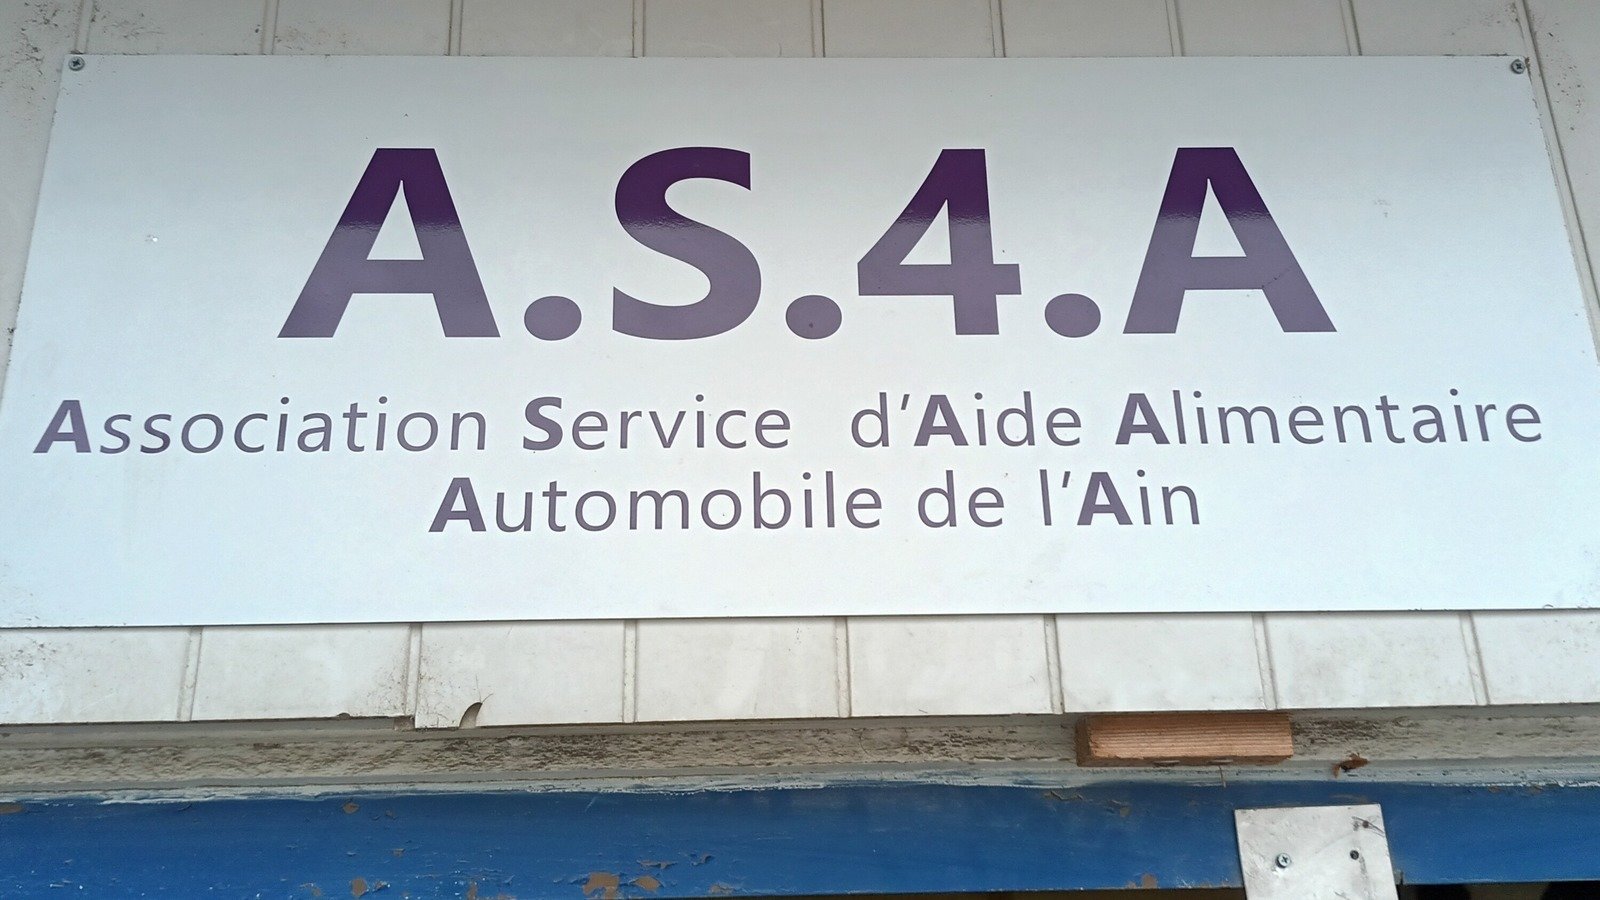 A.S.4.A
Association Service d'Aide Alimentaire
Automobile de l'Ain